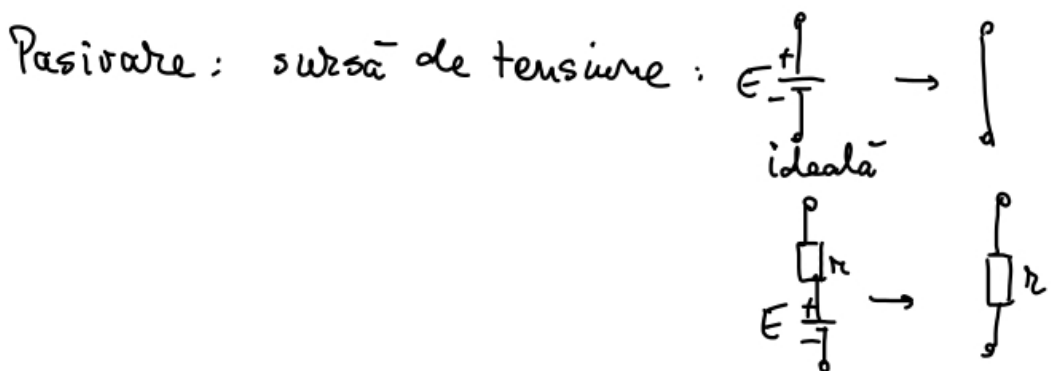 Pasivare : sursă de tensiune :
E + -
ideală
r
E + -
r